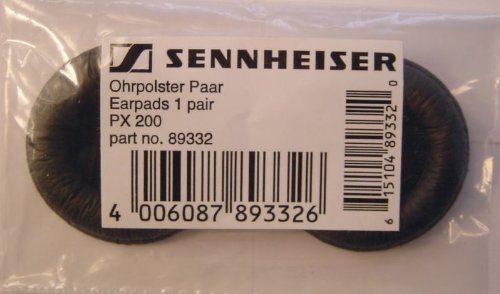 SENNHEISER
Ohrpolster Paar
Earpads 1 pair
PX 200
part no. 89332
4 006087 893326
6 15104 89332 0